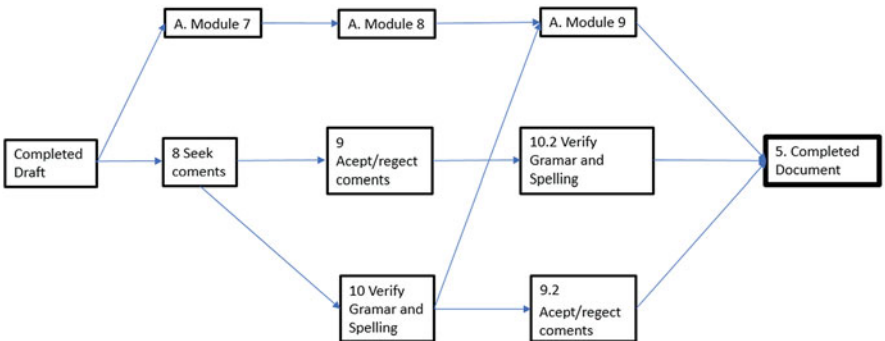 A. Module 7
A. Module 8
A. Module 9
Completed
Draft
8 Seek
coments
9
Acept/regect
coments
10.2 Verify
Gramar and
Spelling
5. Completed
Document
10 Verify
Gramar and
Spelling
9.2
Acept/regect
coments